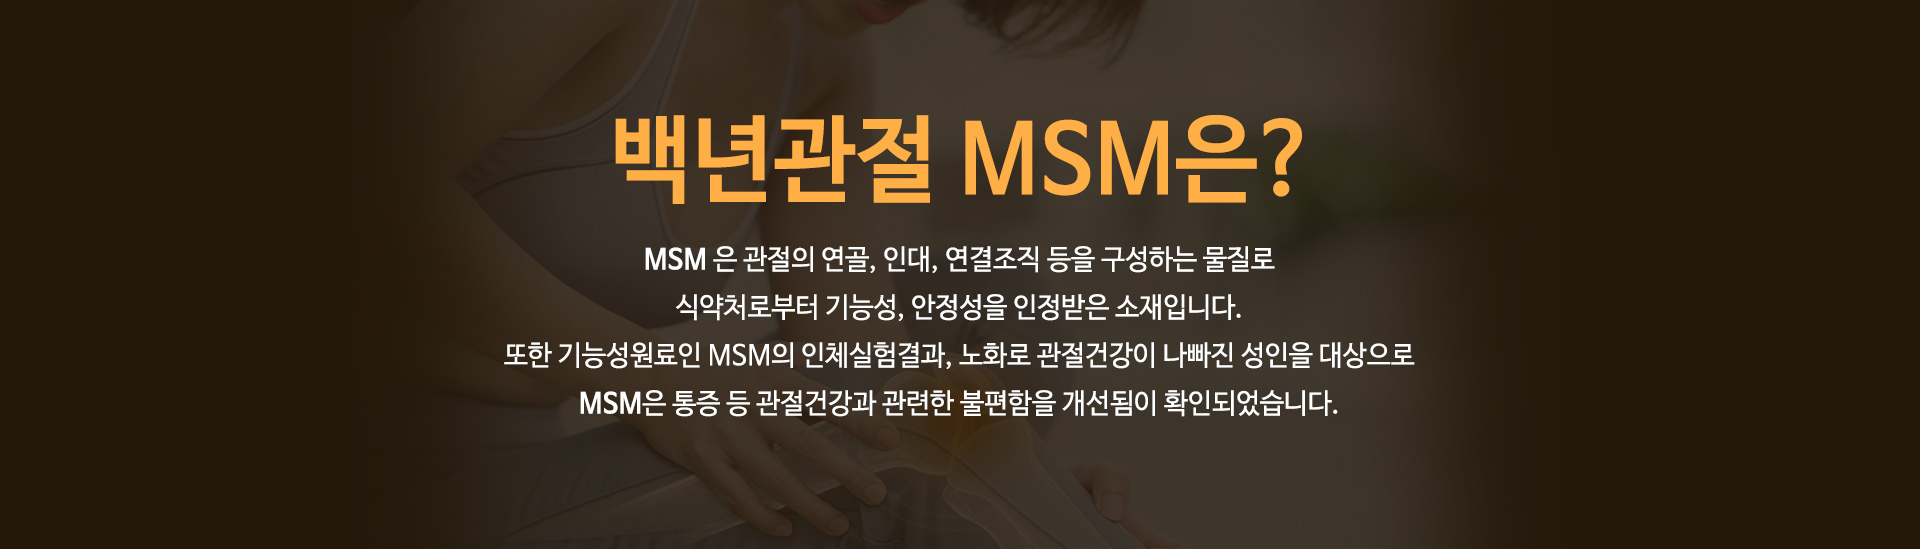 백년관절 MSM은?
MSM 은 관절의 연골, 인대, 연결조직 등을 구성하는 물질로
식약처로부터 기능성, 안정성을 인정받은 소재입니다.
또한 기능성원료인 MSM의 인체실험결과, 노화로 관절건강이 나빠진 성인을 대상으로
MSM은 통증 등 관절건강과 관련한 불편함을 개선됨이 확인되었습니다.